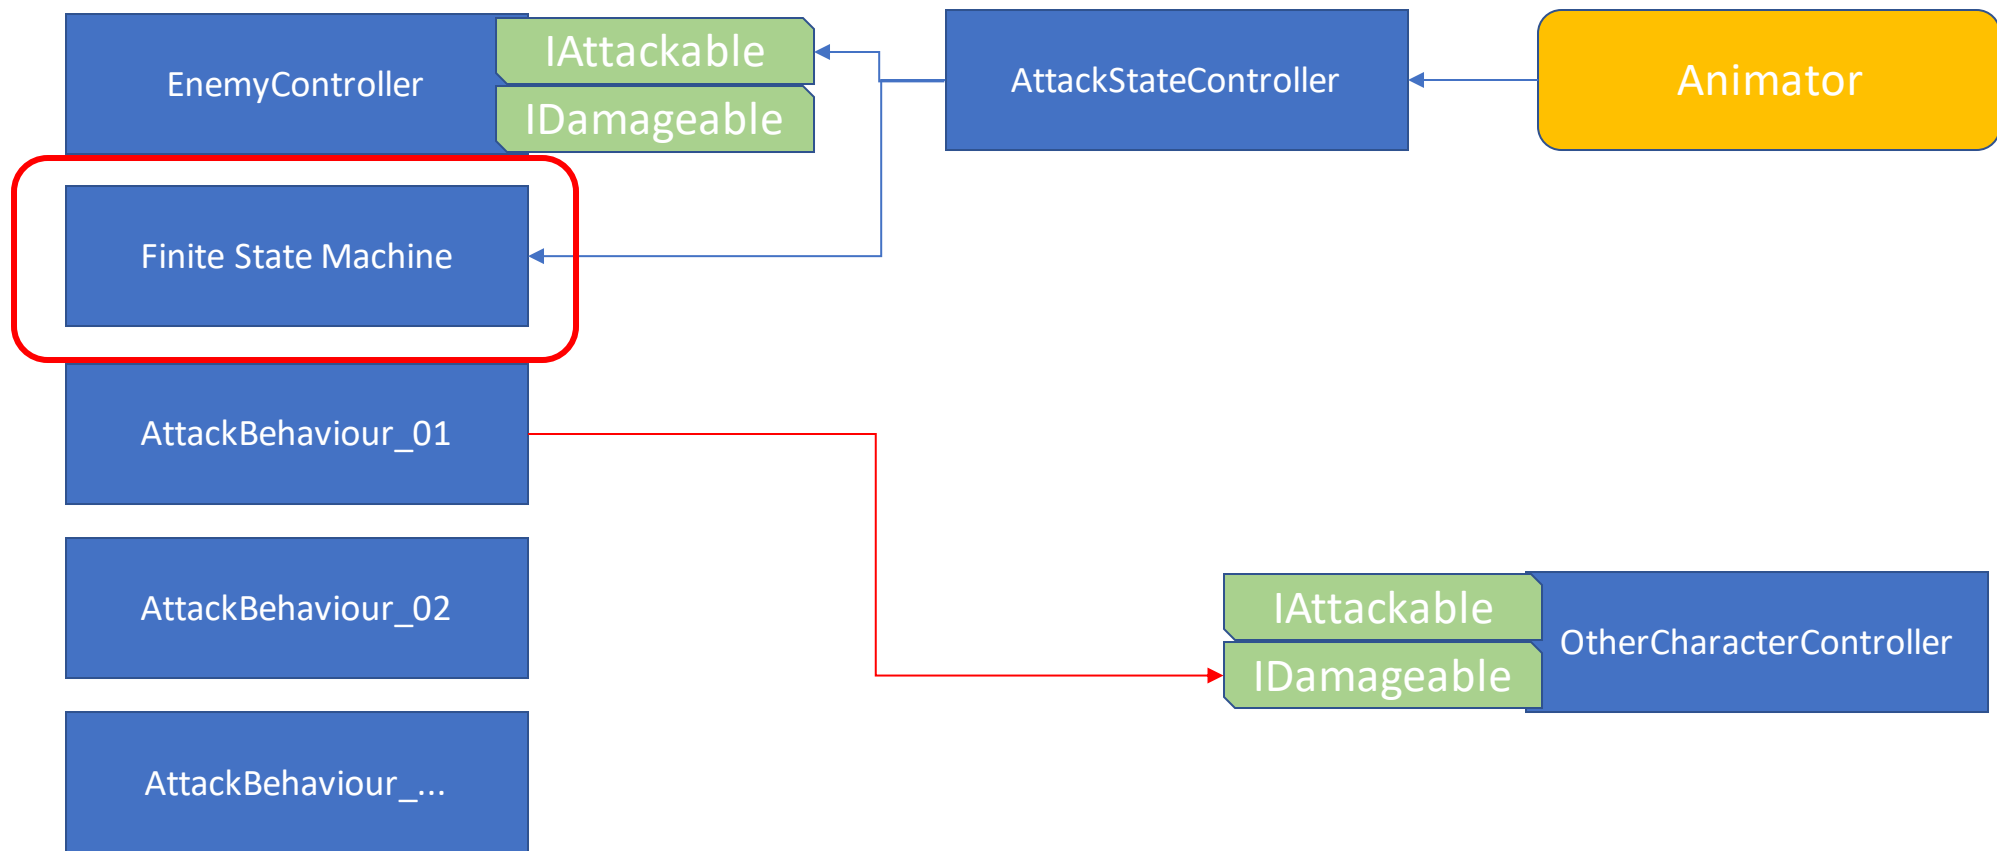 EnemyController
IAttackable
IDamageable
AttackStateController
Animator
Finite State Machine
AttackBehaviour_01
AttackBehaviour_02
AttackBehaviour_...
IAttackable
IDamageable
OtherCharacterController